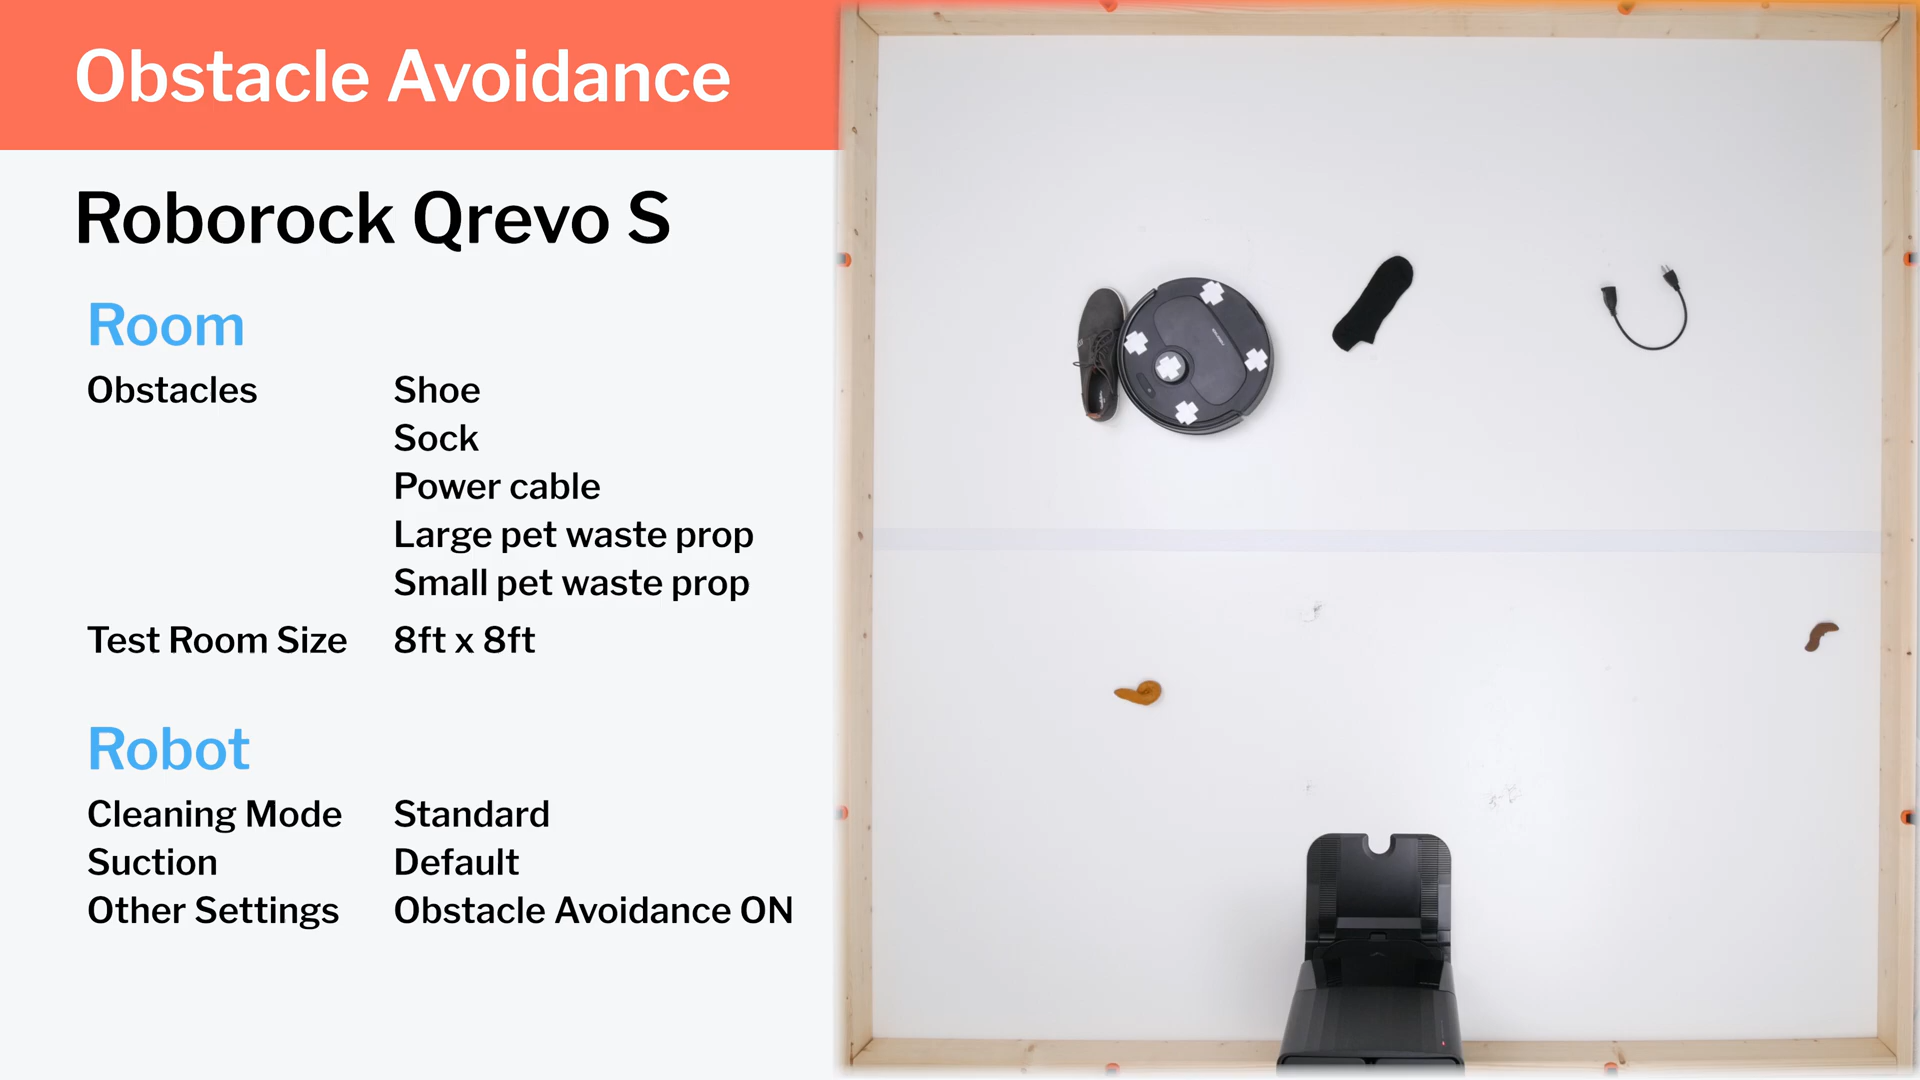 Obstacle Avoidance
Roborock Qrevo S
Room
Obstacles Shoe
Sock
Power cable
Large pet waste prop
Small pet waste prop
Test Room Size 8ft x 8ft
Robot
Cleaning Mode Standard
Suction Default
Other Settings Obstacle Avoidance ON